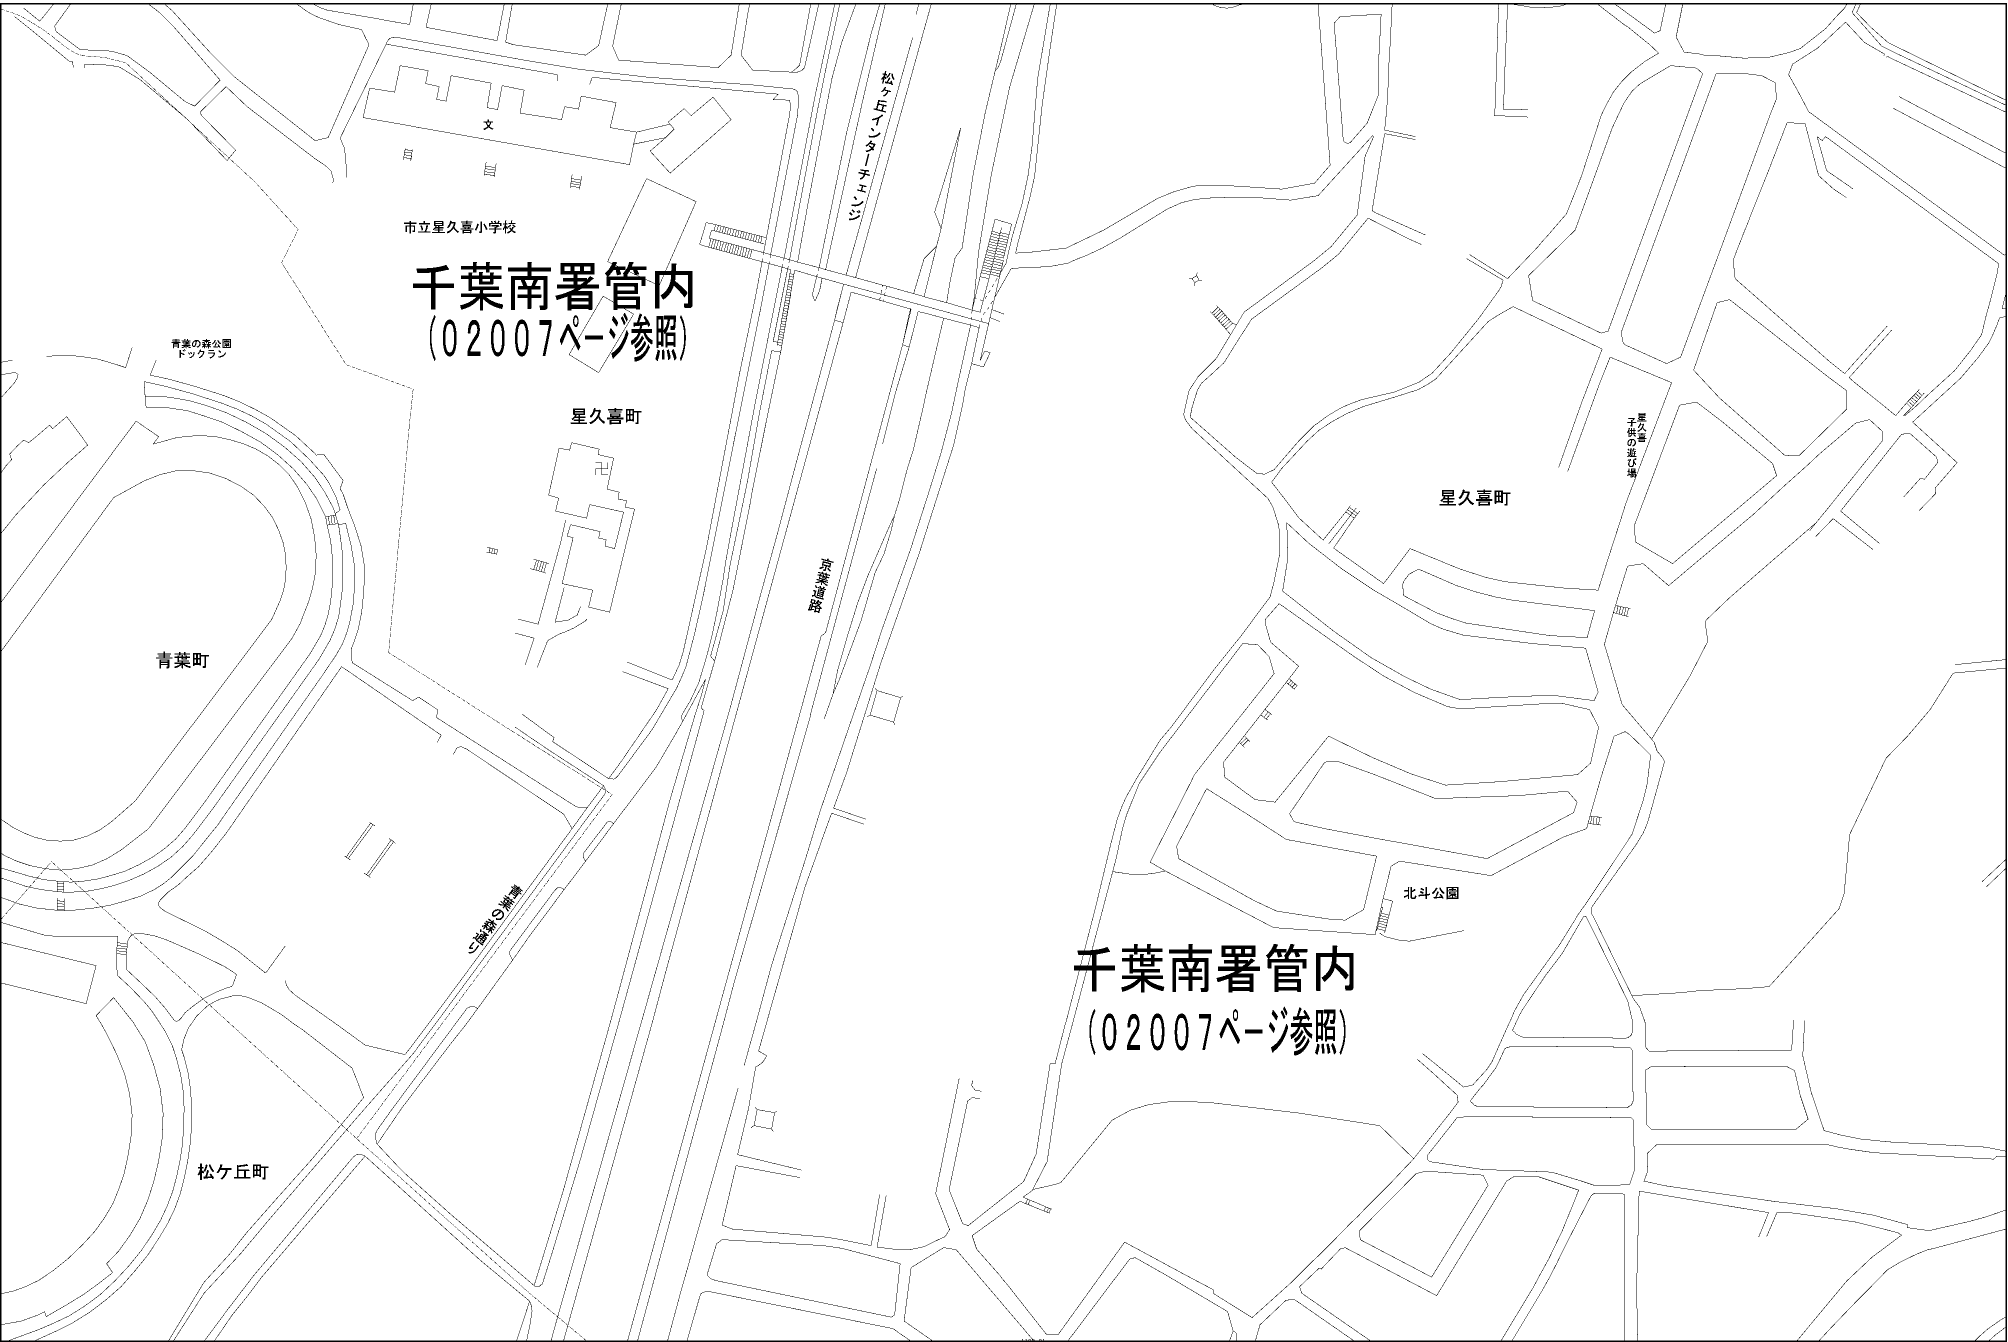 松ヶ丘インターチェンジ
文
市立星久喜小学校
千葉南署管内
(02007ページ参照)
青葉の森公園
ドックラン
星久喜町
星久喜
子供の遊び場
星久喜町
京葉道路
青葉町
青葉の森通り
北斗公園
千葉南署管内
(02007ページ参照)
松ケ丘町